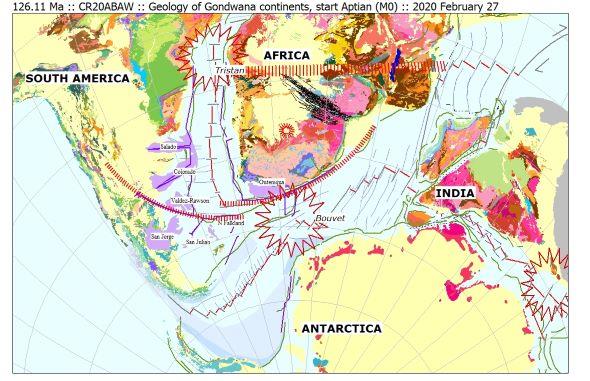 126.11 Ma :: CR20ABAW :: Geology of Gondwana continents, start Aptian (M0) :: 2020 February 27
AFRICA
Tristan
SOUTH AMERICA
Salado
Colorado
Outeniqua
INDIA
Valdez-Rawson
N Falkland
Bouvet
San Jorge
San Julian
ANTARCTICA